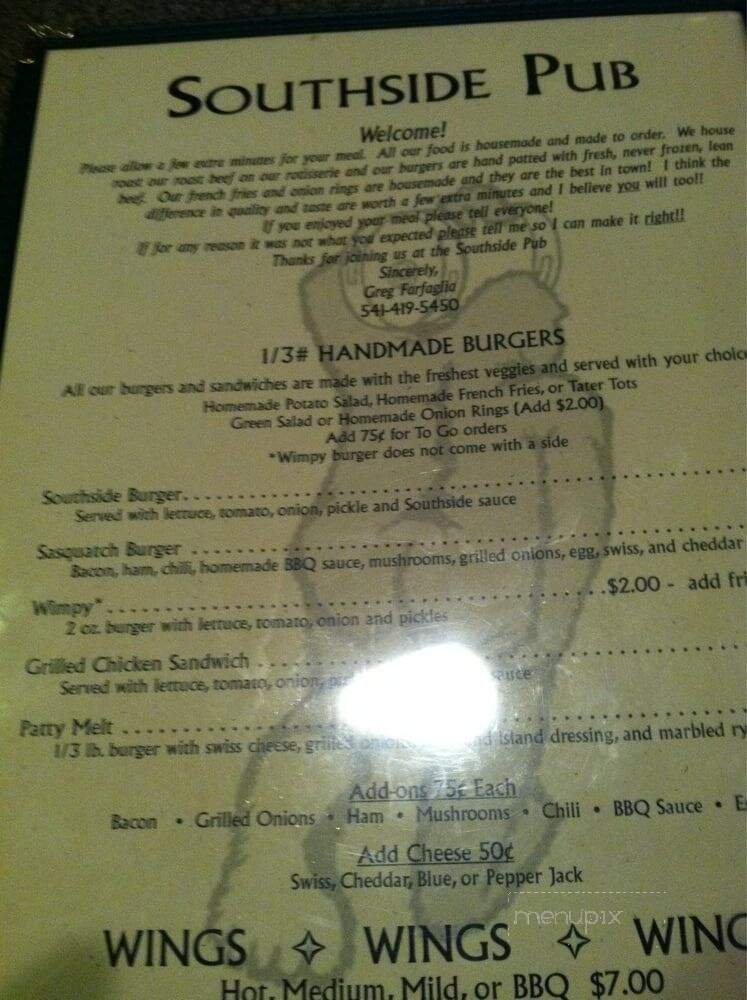 SOUTHSIDE PUB
Welcome!
Please allow a few extra minutes for your meal. All our food is housemade and made to order. We house
roast our roast beef on our rotisserie and our burgers are hand patted with fresh, never frozen, lean
beef. Our french fries and onion rings are housemade and they are the best in town! I think the
difference in quality and taste are worth a few extra minutes and I believe you will too!!
If you enjoyed your meal please tell everyone!
If for any reason it was not what you expected please tell me so I can make it right!!
Thanks for joining us at the Southside Pub
Sincerely,
Greg Farfaglia
541-419-5450
1/3# HANDMADE BURGERS
All our burgers and sandwiches are made with the freshest veggies and served with your choic
Homemade Potato Salad, Homemade French Fries, or Tater Tots
Green Salad or Homemade Onion Rings (Add $2.00)
Add 75¢ for To Go orders
*Wimpy burger does not come with a side
Southside Burger
Served with lettuce, tomato, onion, pickle and Southside sauce
Sasquatch Burger
Bacon, ham, chili, homemade BBQ sauce, mushrooms, grilled onions, egg, swiss, and cheddar
Wimpy* $2.00 - add fri
2 oz. burger with lettuce, tomato, onion and pickles
Grilled Chicken Sandwich
Served with lettuce, tomato, onion, sauce
Patty Melt
1/3 lb. burger with swiss cheese, grilled island dressing, and marbled ry
Add-ons 75¢ Each
Bacon • Grilled Onions • Ham • Mushrooms • Chili • BBQ Sauce • E
Add Cheese 50¢
Swiss, Cheddar, Blue, or Pepper Jack
menupix
WINGS ✧ WINGS ✧ WING
Hot, Medium, Mild, or BBQ $7.00